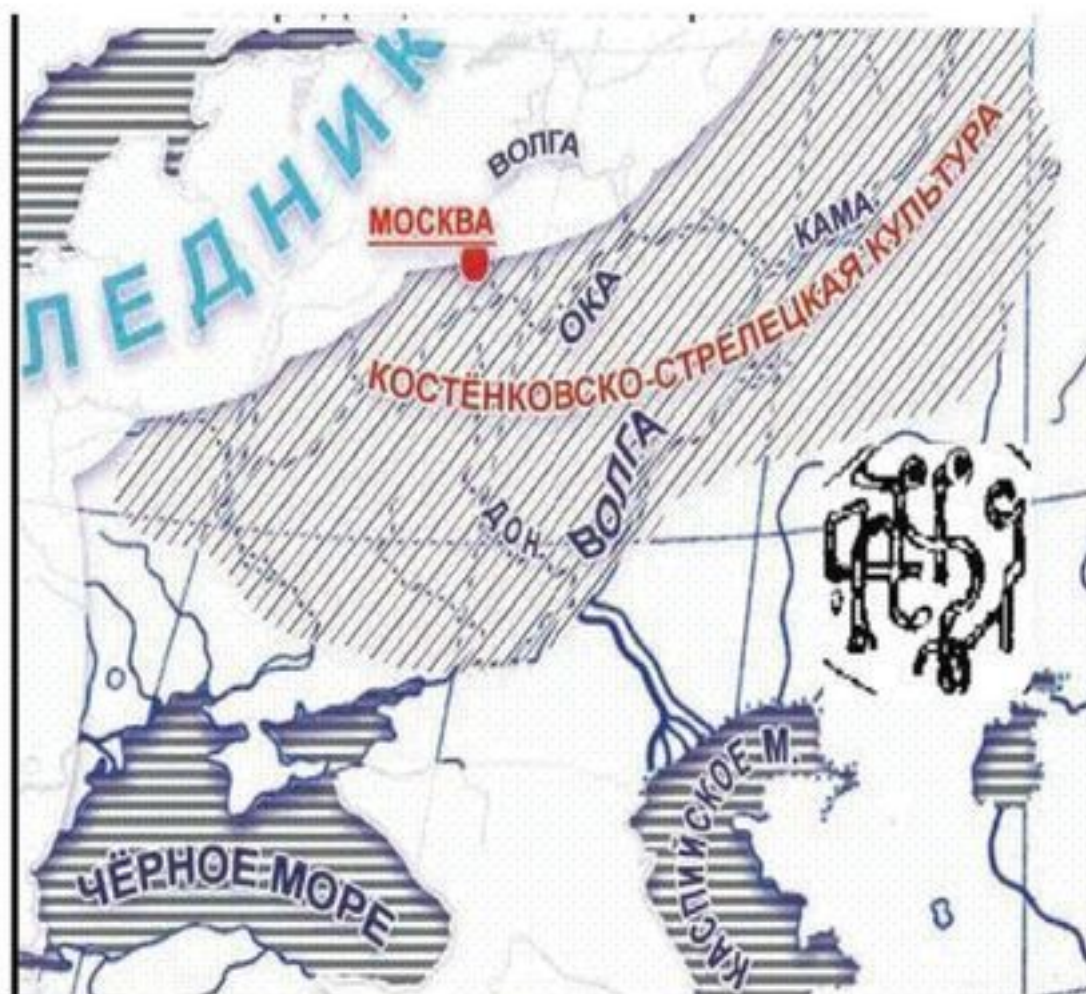 ЛЕДНИК
ВОЛГА
МОСКВА
КАМА.
ОКА
КОСТЁНКОВСКО-СТРЕЛЕЦКАЯ КУЛЬТУРА
ВОЛГА
ДОН.
КАСПИЙСКОЕ М.
ЧЁРНОЕ МОРЕ